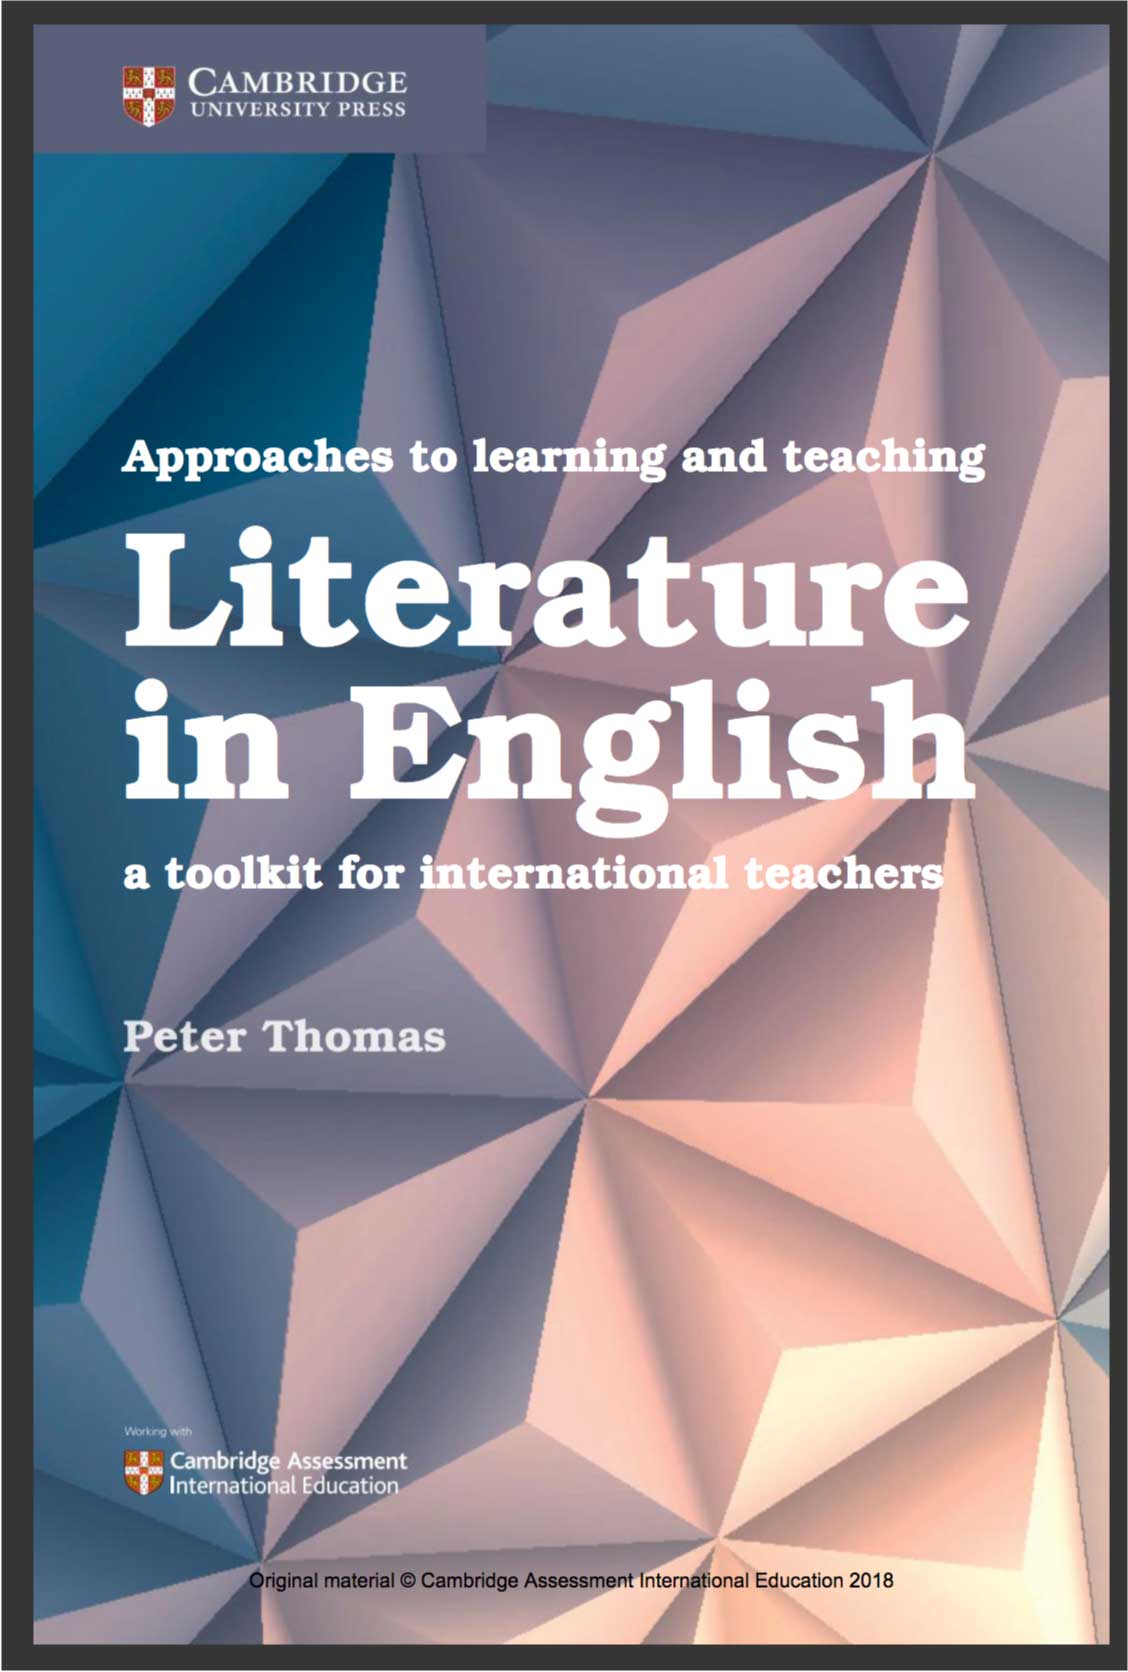 CAMBRIDGE
UNIVERSITY PRESS
Approaches to learning and teaching
Literature
in English
a toolkit for international teachers
Peter Thomas
Working with
Cambridge Assessment
International Education
Original material © Cambridge Assessment International Education 2018